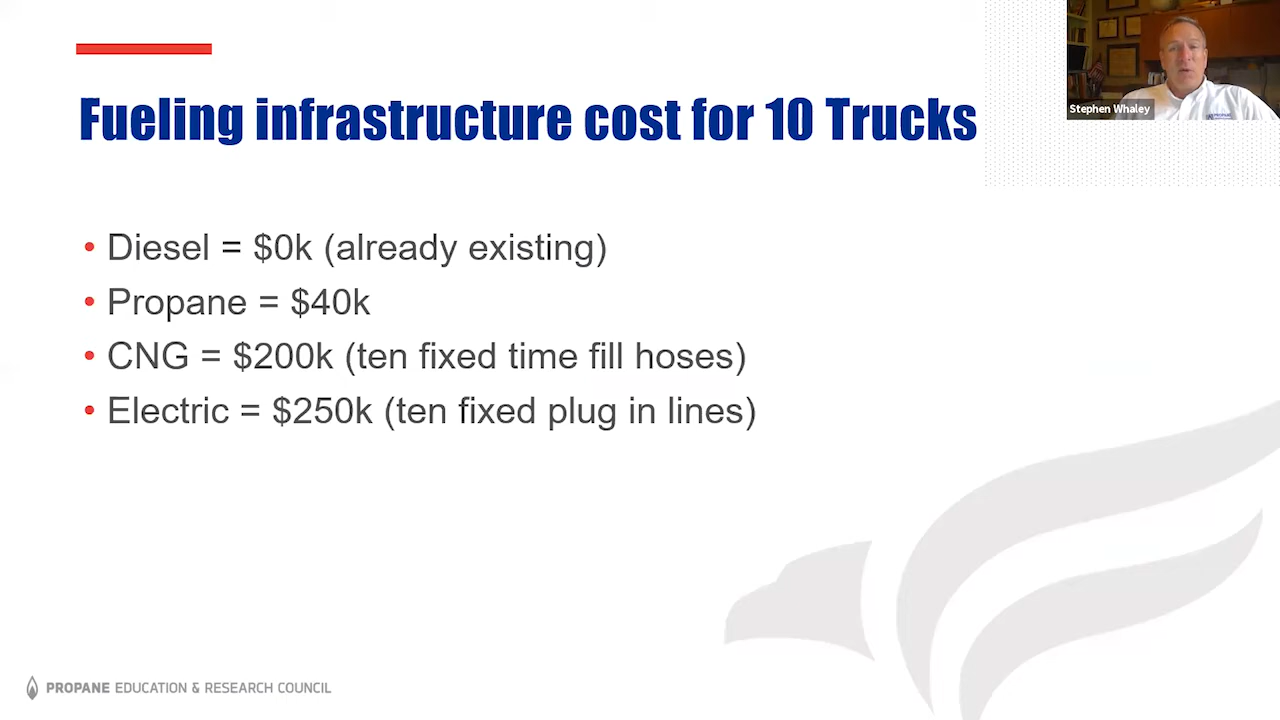 Fueling infrastructure cost for 10 Trucks
Stephen Whaley
• Diesel = $0k (already existing)
• Propane = $40k
• CNG = $200k (ten fixed time fill hoses)
• Electric = $250k (ten fixed plug in lines)
PROPANE EDUCATION & RESEARCH COUNCIL